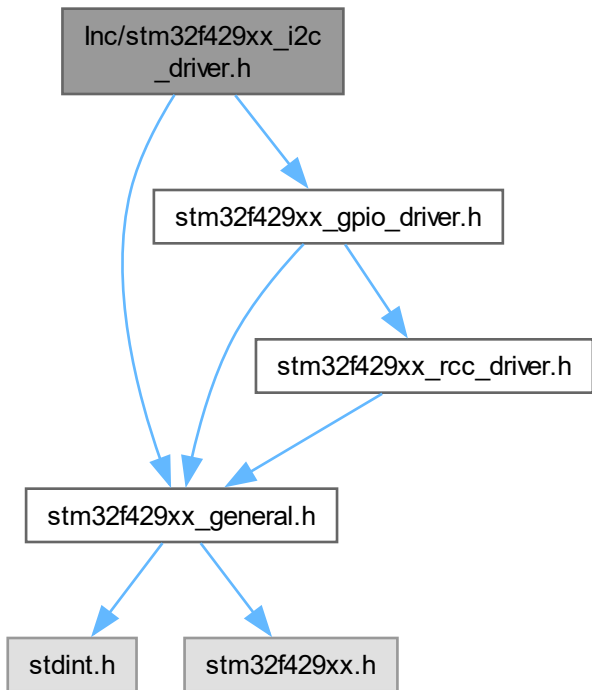 Inc/stm32f429xx_i2c
_driver.h
stm32f429xx_gpio_driver.h
stm32f429xx_rcc_driver.h
stm32f429xx_general.h
stdint.h
stm32f429xx.h